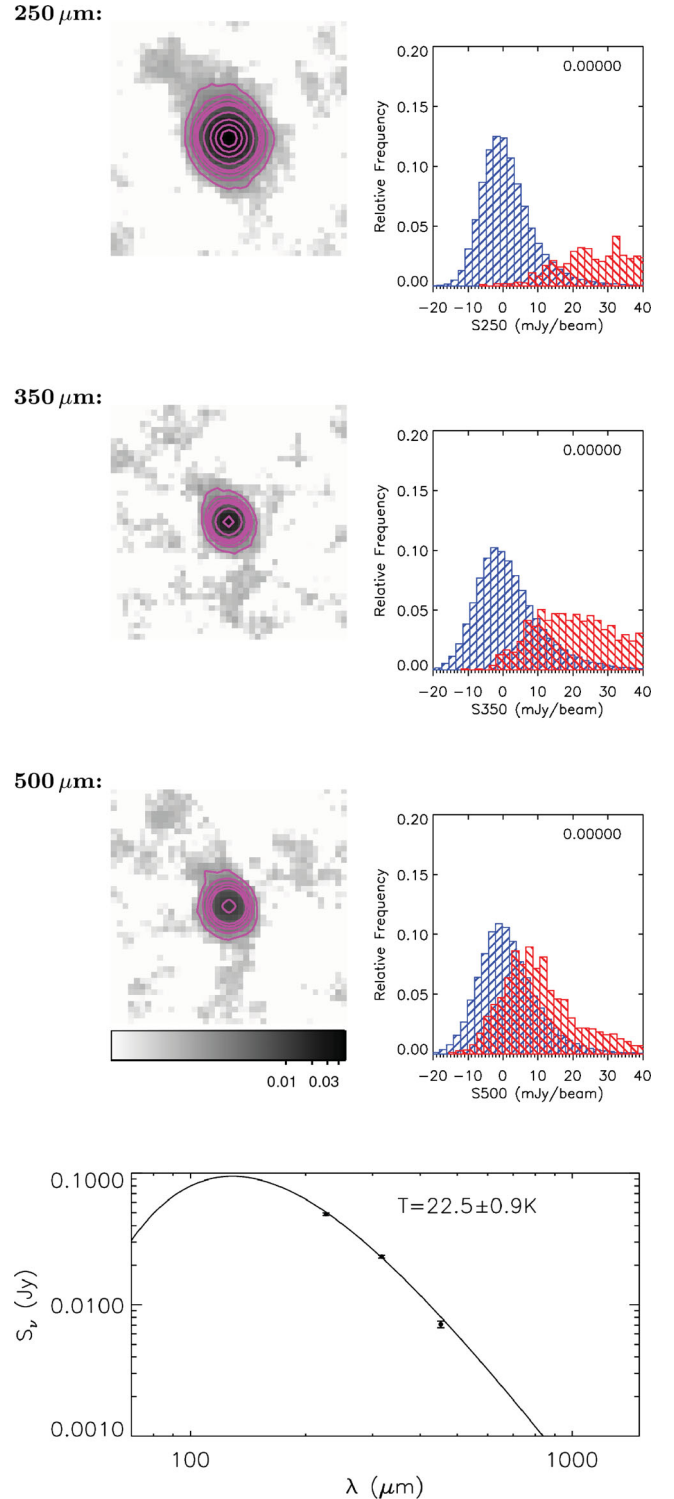 250 μm:
0.20
0.15
0.10
0.05
0.00
Relative Frequency
0.00000
−20 −10 0 10 20 30 40
S250 (mJy/beam)
350 μm:
0.20
0.15
0.10
0.05
0.00
Relative Frequency
0.00000
−20 −10 0 10 20 30 40
S350 (mJy/beam)
500 μm:
0.20
0.15
0.10
0.05
0.00
Relative Frequency
0.00000
−20 −10 0 10 20 30 40
S500 (mJy/beam)
0.01 0.03
0.1000
0.0100
0.0010
Sν (Jy)
T=22.5±0.9K
100 1000
λ (μm)